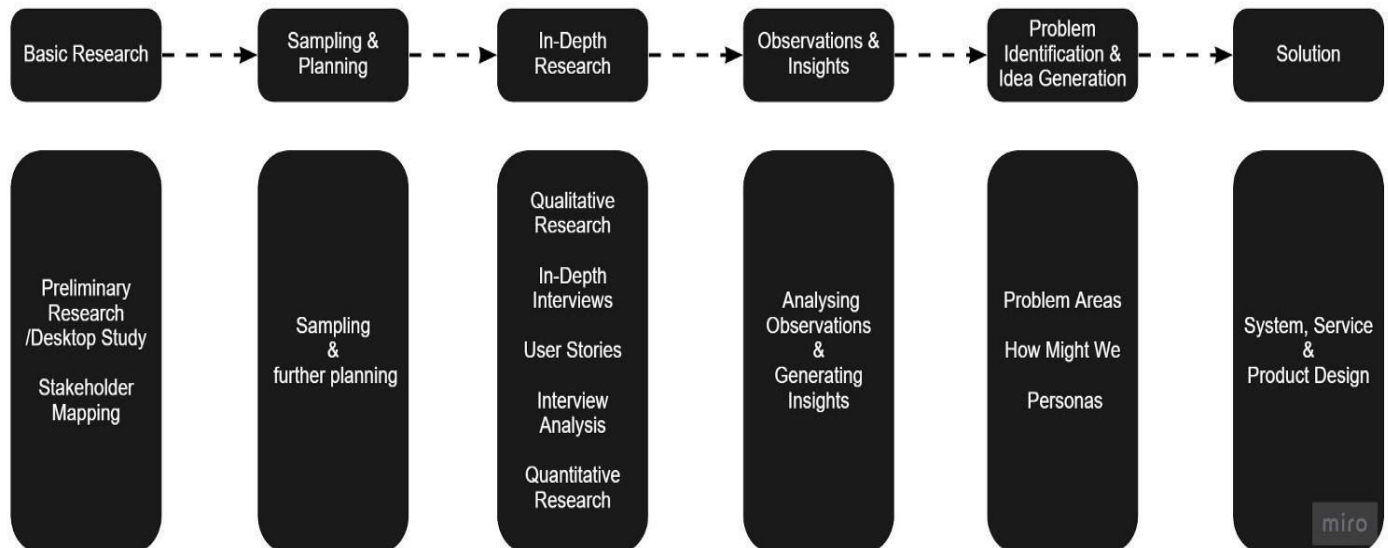 Basic Research
Sampling &
Planning
In-Depth
Research
Observations &
Insights
Problem
Identification &
Idea Generation
Solution
Preliminary
Research
/Desktop Study
Stakeholder
Mapping
Sampling
&
further planning
Qualitative
Research
In-Depth
Interviews
User Stories
Interview
Analysis
Quantitative
Research
Analysing
Observations
&
Generating
Insights
Problem Areas
How Might We
Personas
System, Service
&
Product Design
miro